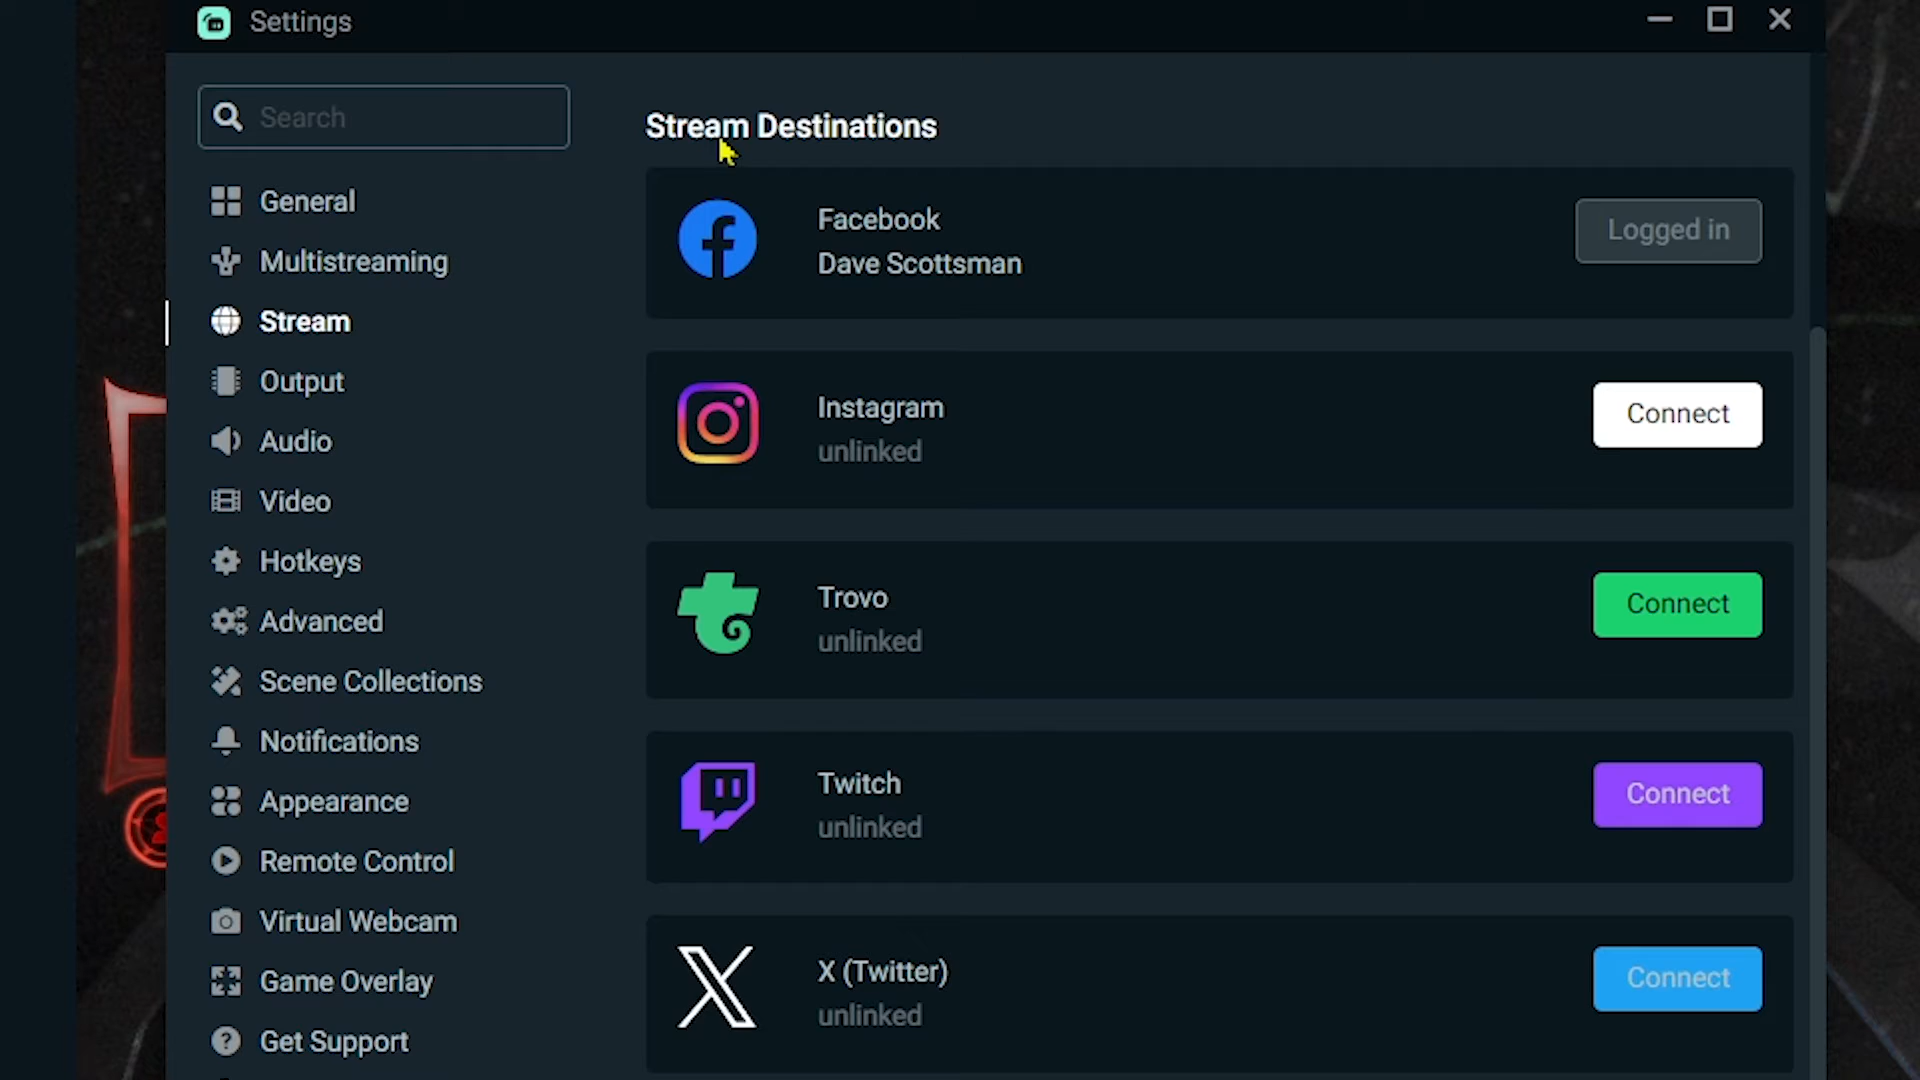 Settings
Search
General
Multistreaming
Stream
Output
Audio
Video
Hotkeys
Advanced
Scene Collections
Notifications
Appearance
Remote Control
Virtual Webcam
Game Overlay
Get Support
Stream Destinations
Facebook
Dave Scottsman
Logged in
Instagram
unlinked
Connect
Trovo
unlinked
Connect
Twitch
unlinked
Connect
X (Twitter)
unlinked
Connect